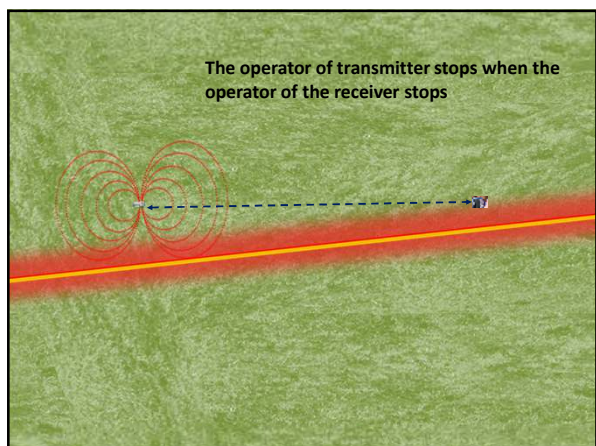 The operator of transmitter stops when the
operator of the receiver stops